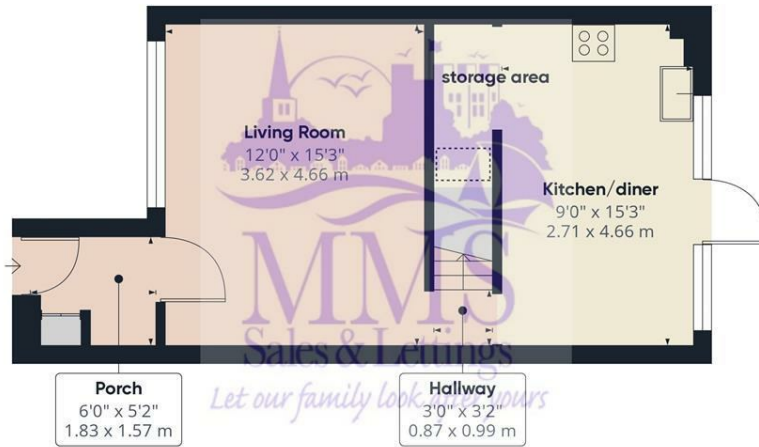 storage area
Living Room
12'0" x 15'3"
3.62 x 4.66 m
Kitchen/diner
9'0" x 15'3"
2.71 x 4.66 m
MMS
Sales & Lettings
Let our family look after yours
Porch
6'0" x 5'2"
1.83 x 1.57 m
Hallway
3'0" x 3'2"
0.87 x 0.99 m